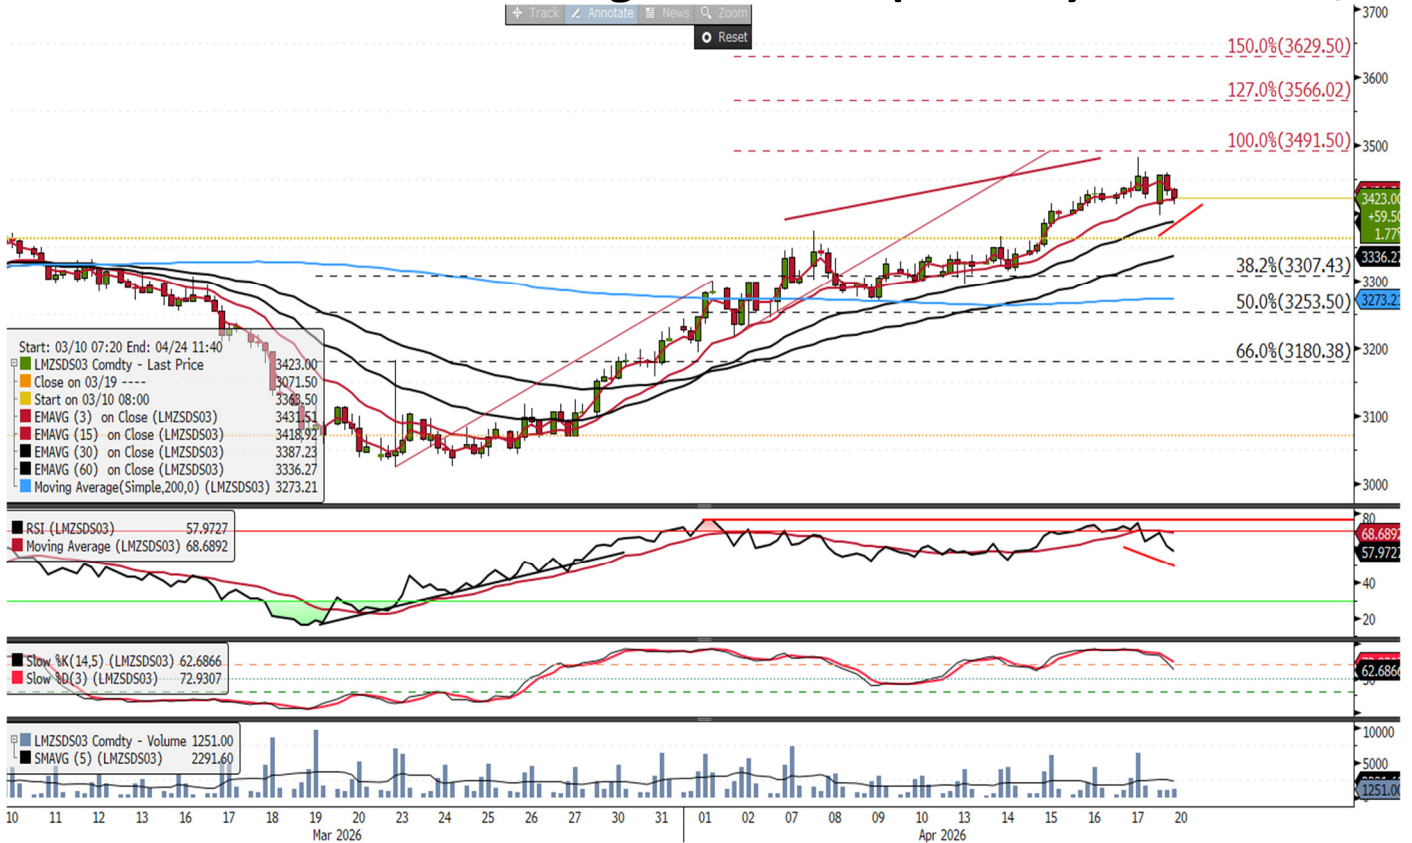 Track Annotate News Zoom
Reset
3700
150.0%(3629.50)
3600
127.0%(3566.02)
100.0%(3491.50)
3500
3423.00
+59.50
1.77%
38.2%(3307.43)
3336.27
3300
50.0%(3253.50)
3273.21
3200
66.0%(3180.38)
3100
3000
Start: 03/10 07:20 End: 04/24 11:40
LMZSDS03 Comdty - Last Price 3423.00
Close on 03/19 ---- 3071.50
Start on 03/10 08:00 3363.50
EMAVG (3) on Close (LMZSDS03) 3431.51
EMAVG (15) on Close (LMZSDS03) 3418.92
EMAVG (30) on Close (LMZSDS03) 3387.23
EMAVG (60) on Close (LMZSDS03) 3336.27
Moving Average(Simple,200,0) (LMZSDS03) 3273.21
RSI (LMZSDS03) 57.9727
Moving Average (LMZSDS03) 68.6892
80
68.6892
57.9727
40
20
Slow %K(14,5) (LMZSDS03) 62.6866
Slow %D(3) (LMZSDS03) 72.9307
62.6866
LMZSDS03 Comdty - Volume 1251.00
SMAVG (5) (LMZSDS03) 2291.60
10000
5000
1251.00
10 11 12 13 16 17 18 19 20 23 24 25 26 27 30 31 01 02 07 08 09 10 13 14 15 16 17 20
Mar 2026 Apr 2026